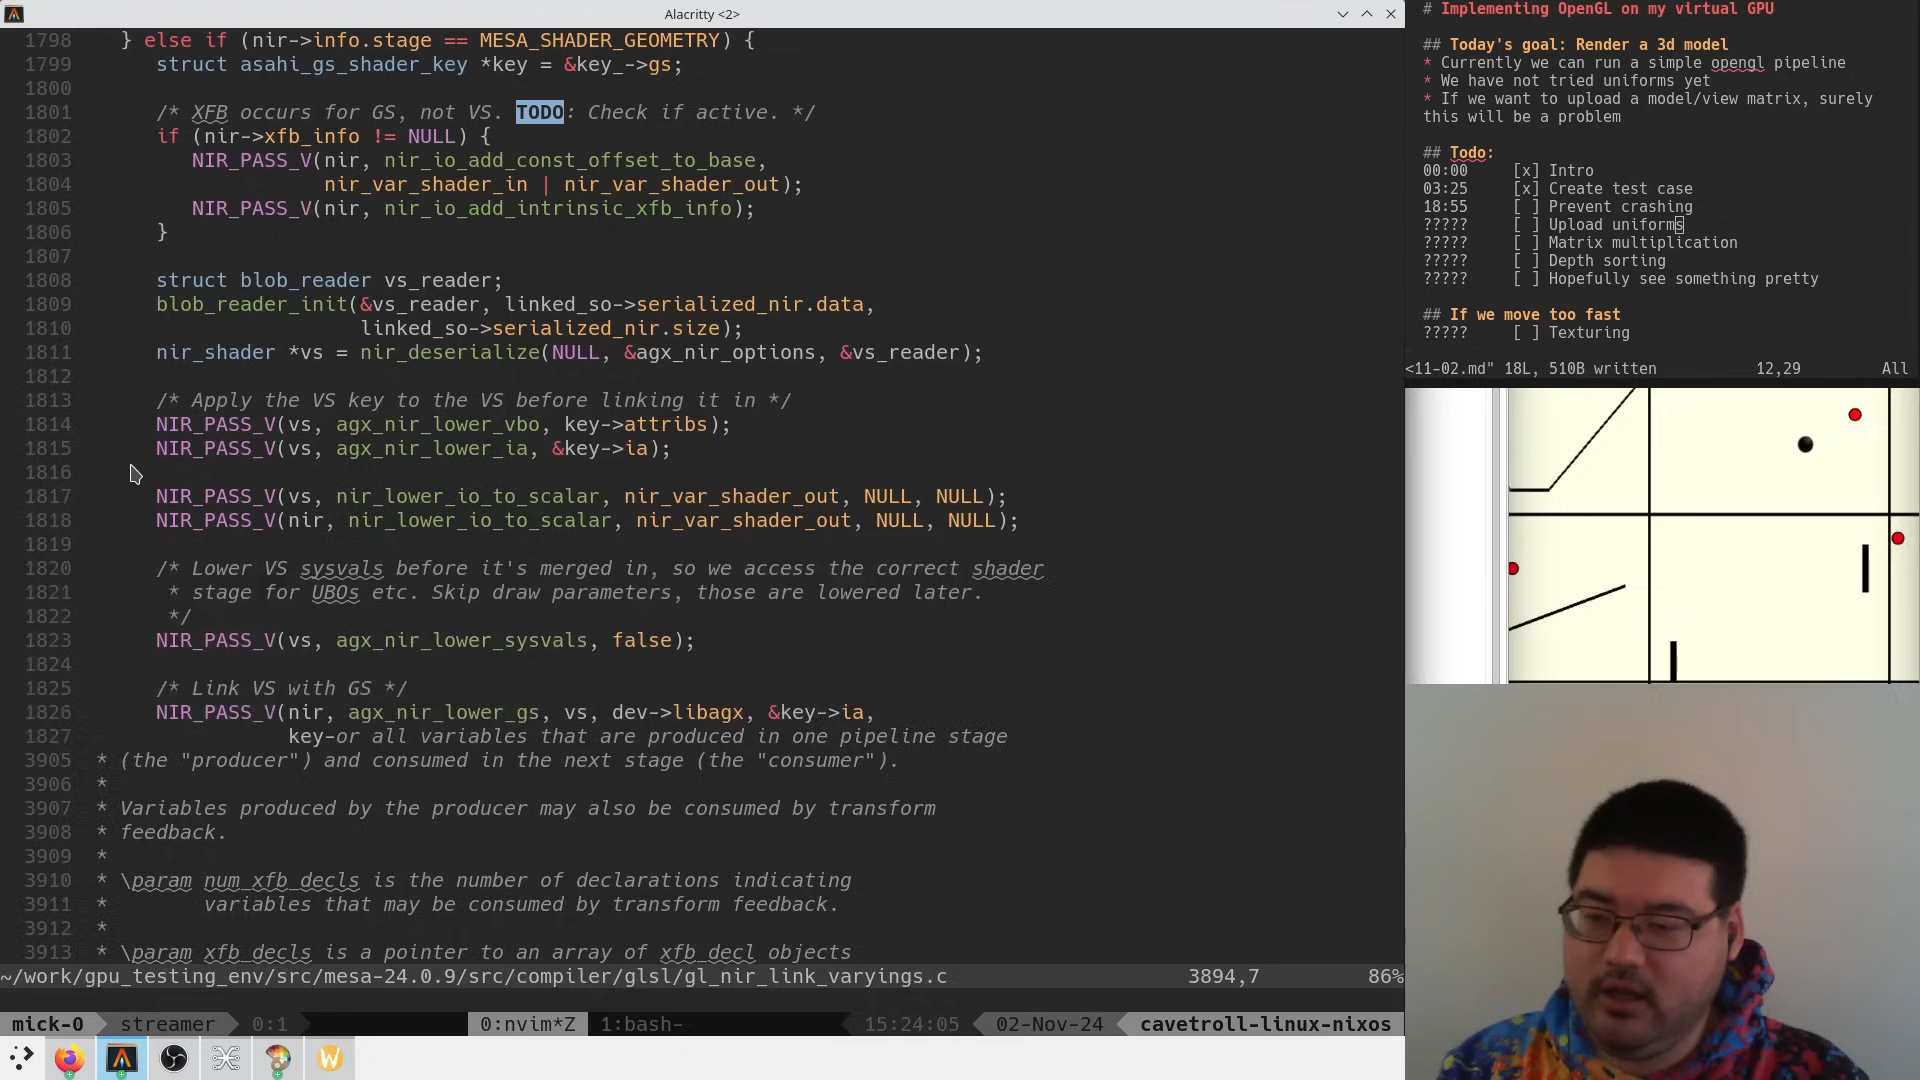 Alacritty <2>
1798 } else if (nir->info.stage == MESA_SHADER_GEOMETRY) {
1799 struct asahi_gs_shader_key *key = &key_->gs;
1800
1801 /* XFB occurs for GS, not VS. TODO: Check if active. */
1802 if (nir->xfb_info != NULL) {
1803 NIR_PASS_V(nir, nir_io_add_const_offset_to_base,
1804 nir_var_shader_in | nir_var_shader_out);
1805 NIR_PASS_V(nir, nir_io_add_intrinsic_xfb_info);
1806 }
1807
1808 struct blob_reader vs_reader;
1809 blob_reader_init(&vs_reader, linked_so->serialized_nir.data,
1810 linked_so->serialized_nir.size);
1811 nir_shader *vs = nir_deserialize(NULL, &agx_nir_options, &vs_reader);
1812
1813 /* Apply the VS key to the VS before linking it in */
1814 NIR_PASS_V(vs, agx_nir_lower_vbo, key->attribs);
1815 NIR_PASS_V(vs, agx_nir_lower_ia, &key->ia);
1816
1817 NIR_PASS_V(vs, nir_lower_io_to_scalar, nir_var_shader_out, NULL, NULL);
1818 NIR_PASS_V(nir, nir_lower_io_to_scalar, nir_var_shader_out, NULL, NULL);
1819
1820 /* Lower VS sysvals before it's merged in, so we access the correct shader
1821 * stage for UBOs etc. Skip draw parameters, those are lowered later.
1822 */
1823 NIR_PASS_V(vs, agx_nir_lower_sysvals, false);
1824
1825 /* Link VS with GS */
1826 NIR_PASS_V(nir, agx_nir_lower_gs, vs, dev->libagx, &key->ia,
1827 key-or all variables that are produced in one pipeline stage
3905 * (the "producer") and consumed in the next stage (the "consumer").
3906 *
3907 * Variables produced by the producer may also be consumed by transform
3908 * feedback.
3909 *
3910 * \param num_xfb_decls is the number of declarations indicating
3911 * variables that may be consumed by transform feedback.
3912 *
3913 * \param xfb_decls is a pointer to an array of xfb_decl objects
~/work/gpu_testing_env/src/mesa-24.0.9/src/compiler/glsl/gl_nir_link_varyings.c 3894,7 86%
mick-0 streamer 0:1 0:nvim*Z 1:bash- 15:24:05 02-Nov-24 cavetroll-linux-nixos
# Implementing OpenGL on my virtual GPU
## Today's goal: Render a 3d model
* Currently we can run a simple opengl pipeline
* We have not tried uniforms yet
* If we want to upload a model/view matrix, surely
this will be a problem
## Todo:
00:00 [x] Intro
03:25 [x] Create test case
18:55 [ ] Prevent crashing
????? [ ] Upload uniforms
????? [ ] Matrix multiplication
????? [ ] Depth sorting
????? [ ] Hopefully see something pretty
## If we move too fast
????? [ ] Texturing
<11-02.md" 18L, 510B written 12,29 All